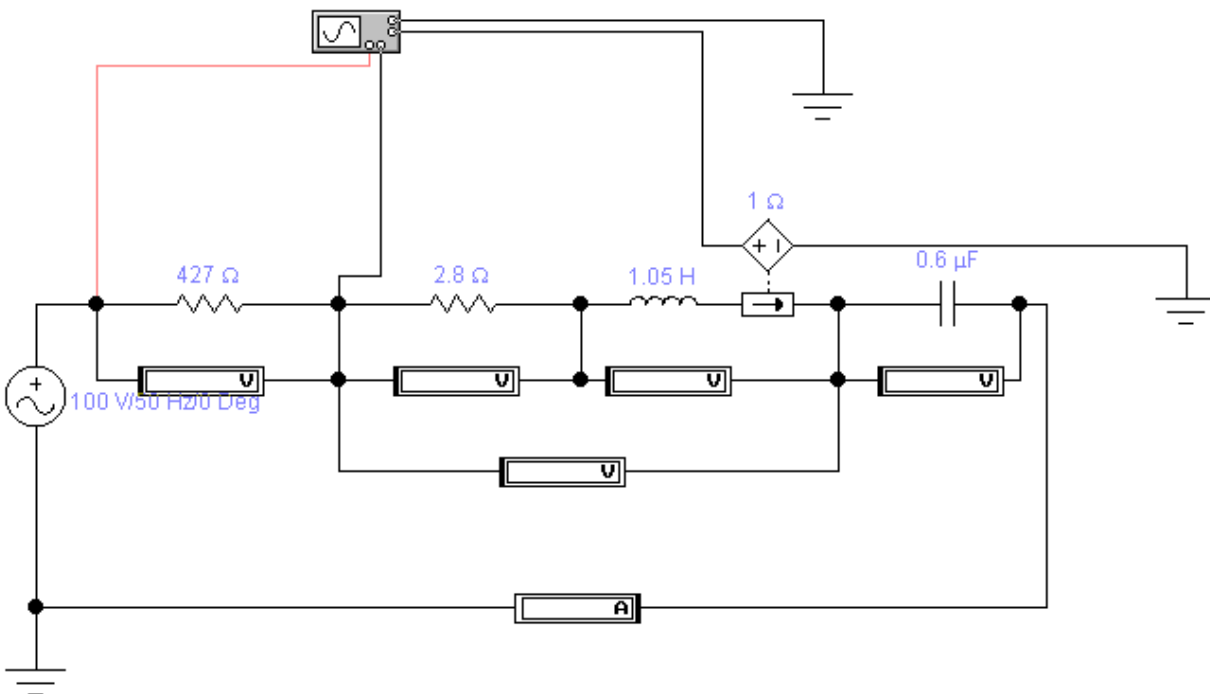 1 Ω
427 Ω
2.8 Ω
1.05 H
0.6 µF
+ I
+
V
V
V
V
100 V/50 Hz/0 Deg
V
A